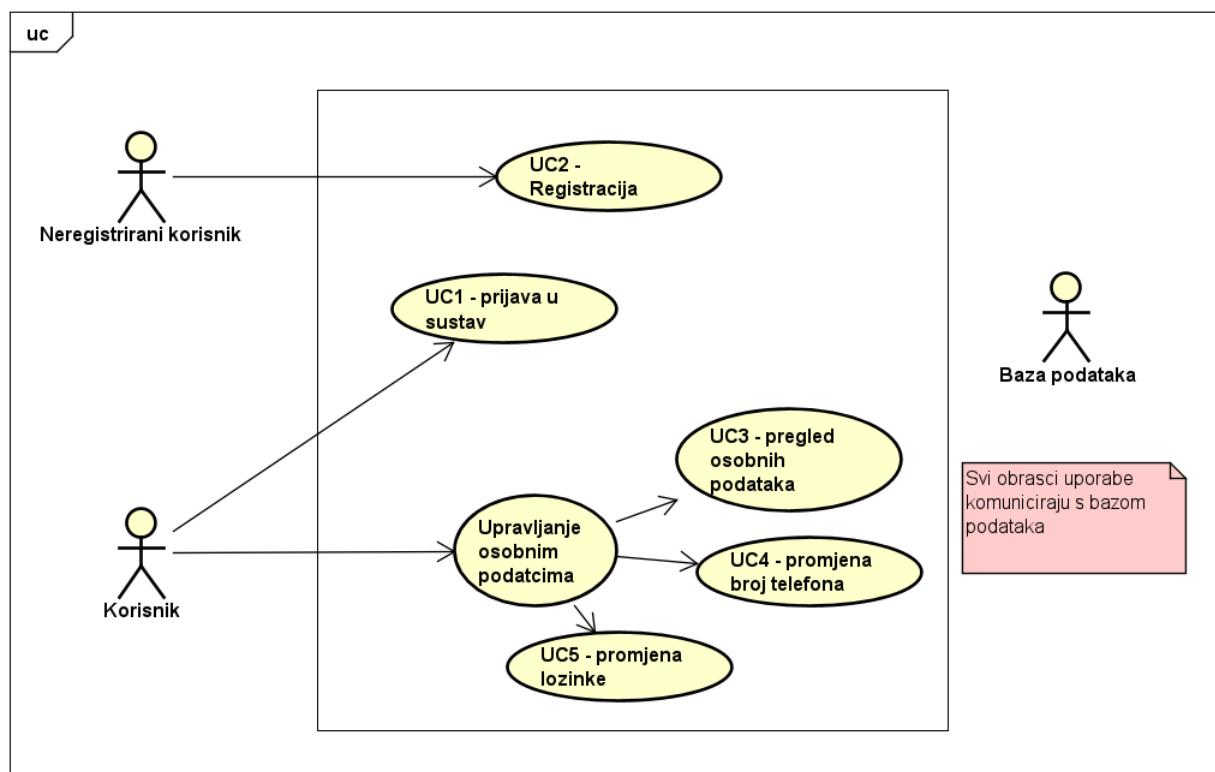 uc
UC2 -
Registracija
Neregistrirani korisnik
UC1 - prijava u
sustav
Baza podataka
UC3 - pregled
osobnih
podataka
Svi obrasci uporabe
komuniciraju s bazom
podataka
Upravljanje
osobnim
podatcima
UC4 - promjena
broj telefona
Korisnik
UC5 - promjena
lozinke